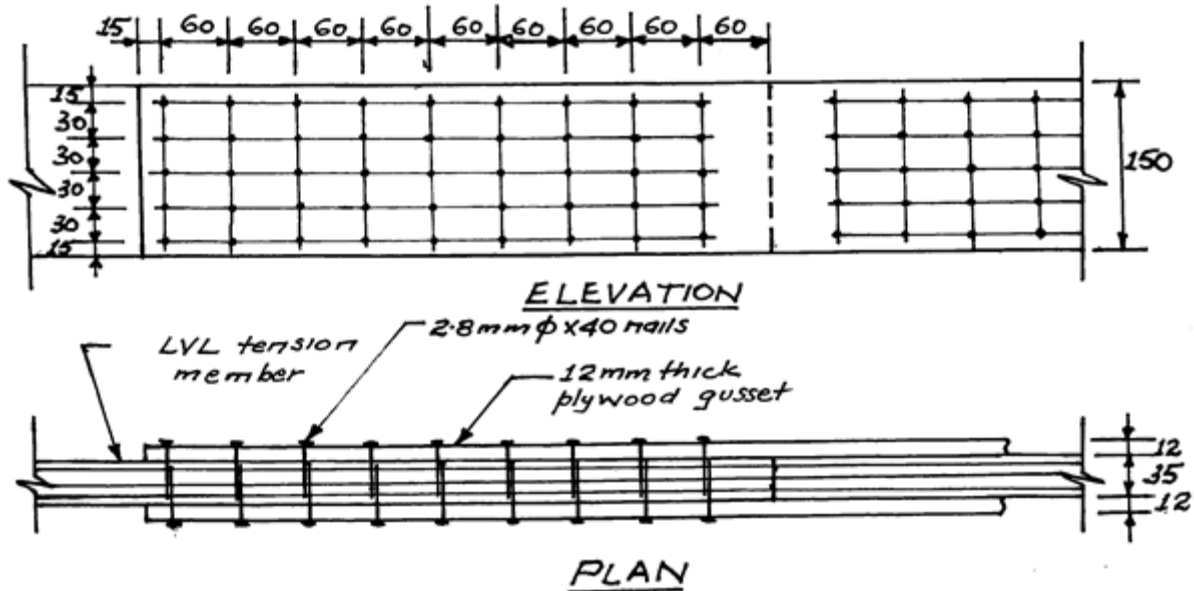 15 60 60 60 60 60 60 60 60 60
15
30
30
30
30
15
150
ELEVATION
2.8mm ϕ x40 nails
LVL tension
member
12mm thick
plywood gusset
12
35
12
PLAN